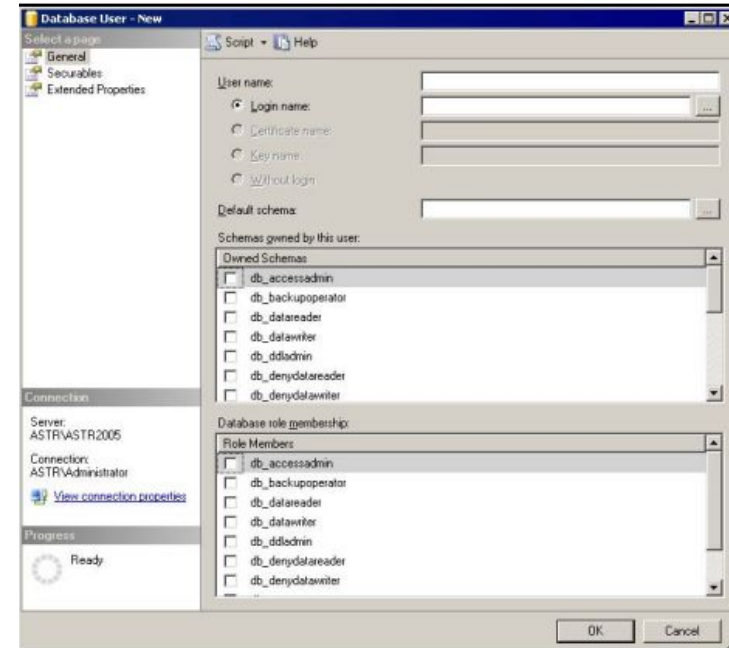 Database User - New
Select a page
General
Securables
Extended Properties
Script Help
User name:
Login name:
...
Certificate name:
Key name:
Without login
Default schema:
...
Schemas owned by this user:
Owned Schemas
db_accessadmin
db_backupoperator
db_datareader
db_datawriter
db_ddladmin
db_denydatareader
db_denydatawriter
Database role membership:
Role Members
db_accessadmin
db_backupoperator
db_datareader
db_datawriter
db_ddladmin
db_denydatareader
db_denydatawriter
Connection
Server:
ASTR\ASTR2005
Connection:
ASTR\Administrator
View connection properties
Progress
Ready
OK Cancel